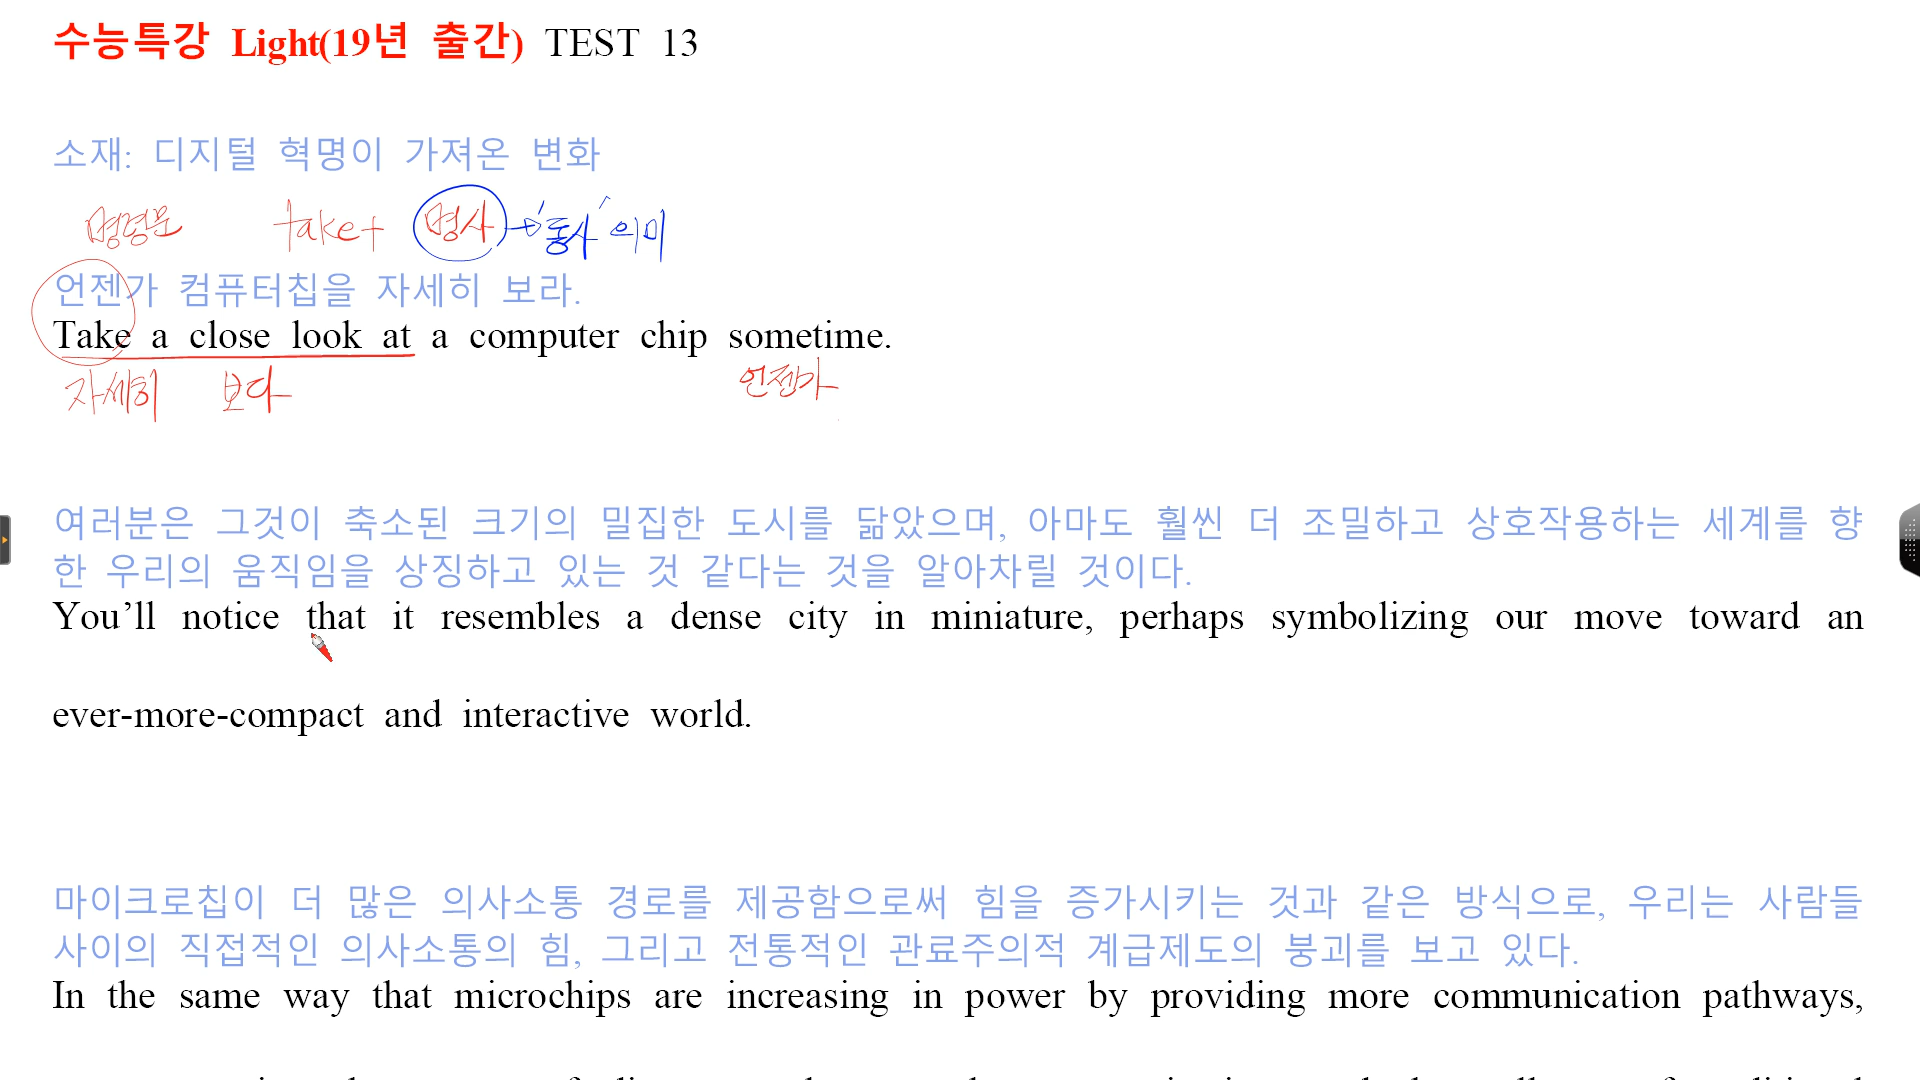 수능특강 Light(19년 출간) TEST 13
소재: 디지털 혁명이 가져온 변화
명령문 take+ 명사 → '동사' 의미
언젠가 컴퓨터칩을 자세히 보라.
Take a close look at a computer chip sometime.
자세히 보다 언젠가
여러분은 그것이 축소된 크기의 밀집한 도시를 닮았으며, 아마도 훨씬 더 조밀하고 상호작용하는 세계를 향
한 우리의 움직임을 상징하고 있는 것 같다는 것을 알아차릴 것이다.
You’ll notice that it resembles a dense city in miniature, perhaps symbolizing our move toward an
ever-more-compact and interactive world.
마이크로칩이 더 많은 의사소통 경로를 제공함으로써 힘을 증가시키는 것과 같은 방식으로, 우리는 사람들
사이의 직접적인 의사소통의 힘, 그리고 전통적인 관료주의적 계급제도의 붕괴를 보고 있다.
In the same way that microchips are increasing in power by providing more communication pathways,